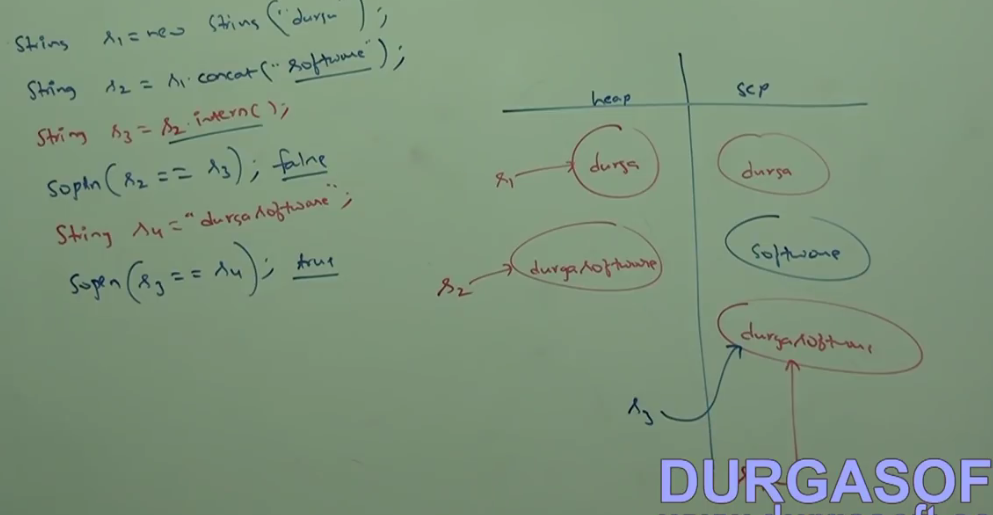 String s1 = new String("durga");
String s2 = s1.concat("software");
String s3 = s2.intern();
Sopln(s2 == s3); false
String s4 = "durgasoftware";
Sopln(s3 == s4); true
heap scp
s1 durga durga
s2 durgasoftware software
durgasoftware
s3
DURGASOF